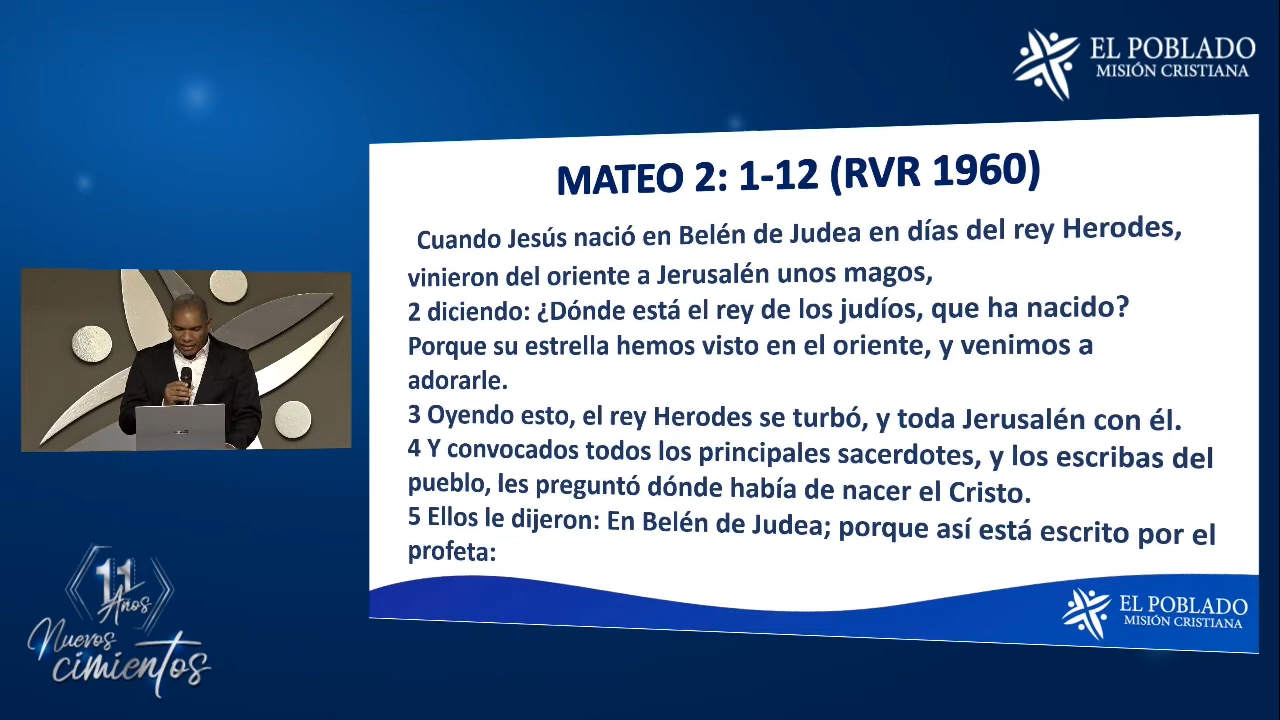 EL POBLADO
MISIÓN CRISTIANA
MATEO 2: 1-12 (RVR 1960)
Cuando Jesús nació en Belén de Judea en días del rey Herodes,
vinieron del oriente a Jerusalén unos magos,
2 diciendo: ¿Dónde está el rey de los judíos, que ha nacido?
Porque su estrella hemos visto en el oriente, y venimos a
adorarle.
3 Oyendo esto, el rey Herodes se turbó, y toda Jerusalén con él.
4 Y convocados todos los principales sacerdotes, y los escribas del
pueblo, les preguntó dónde había de nacer el Cristo.
5 Ellos le dijeron: En Belén de Judea; porque así está escrito por el
profeta:
EL POBLADO
MISIÓN CRISTIANA
11
Años
Nuevos
cimientos